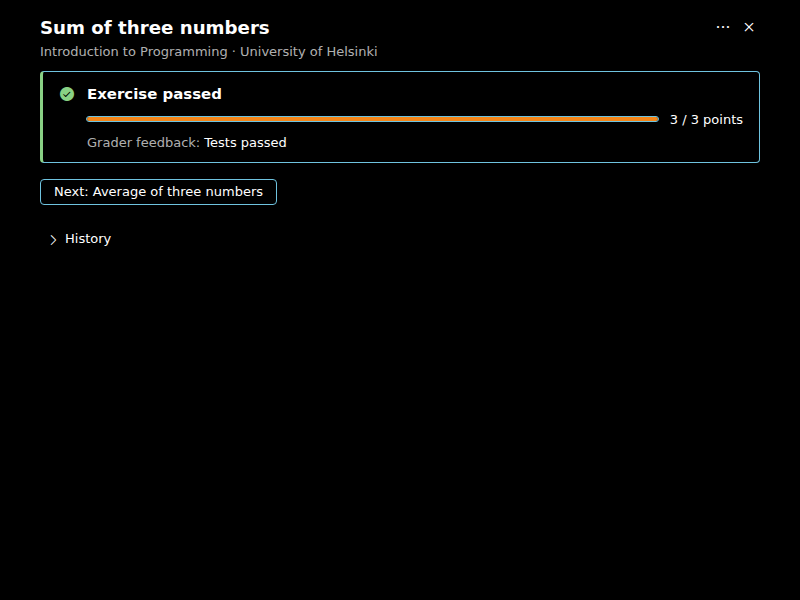 Sum of three numbers
Introduction to Programming · University of Helsinki
Exercise passed
3 / 3 points
Grader feedback: Tests passed
Next: Average of three numbers
History